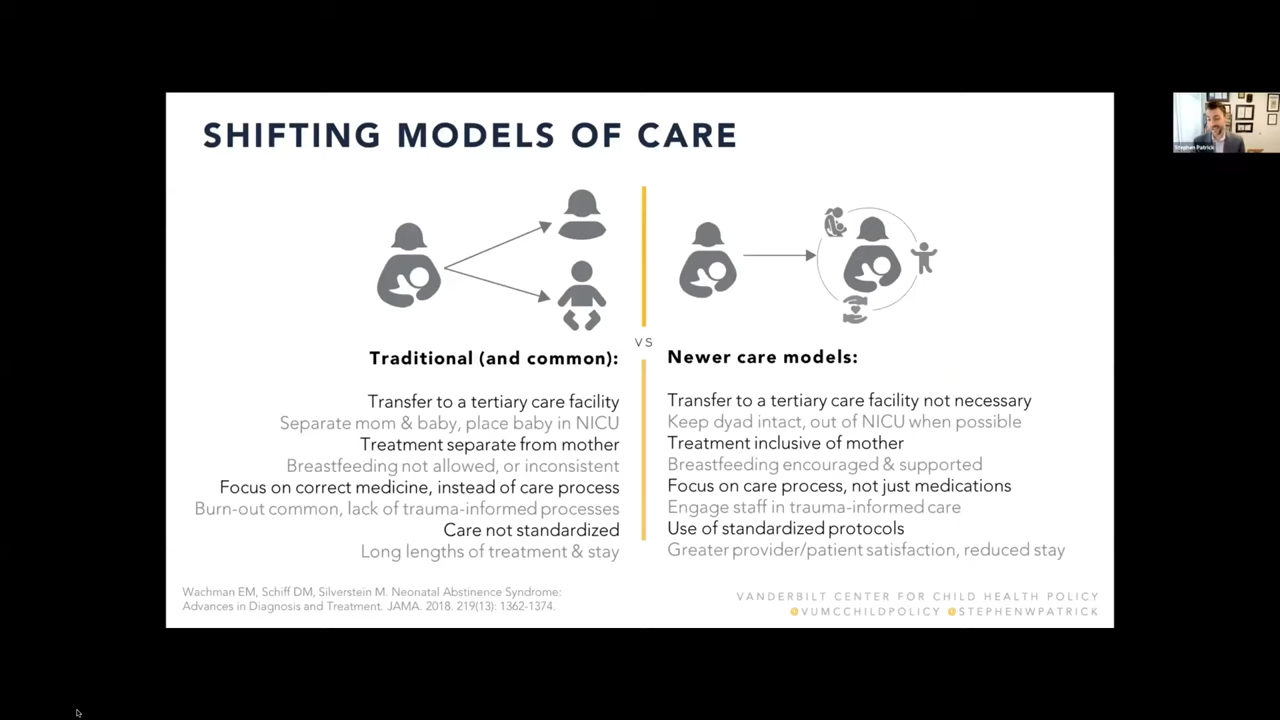 SHIFTING MODELS OF CARE
Stephen Patrick
VS
Traditional (and common):
Transfer to a tertiary care facility
Separate mom & baby, place baby in NICU
Treatment separate from mother
Breastfeeding not allowed, or inconsistent
Focus on correct medicine, instead of care process
Burn-out common, lack of trauma-informed processes
Care not standardized
Long lengths of treatment & stay
Newer care models:
Transfer to a tertiary care facility not necessary
Keep dyad intact, out of NICU when possible
Treatment inclusive of mother
Breastfeeding encouraged & supported
Focus on care process, not just medications
Engage staff in trauma-informed care
Use of standardized protocols
Greater provider/patient satisfaction, reduced stay
Wachman EM, Schiff DM, Silverstein M. Neonatal Abstinence Syndrome:
Advances in Diagnosis and Treatment. JAMA. 2018. 219(13): 1362-1374.
VANDERBILT CENTER FOR CHILD HEALTH POLICY
@VUMCCHILDPOLICY @STEPHENWPATRICK